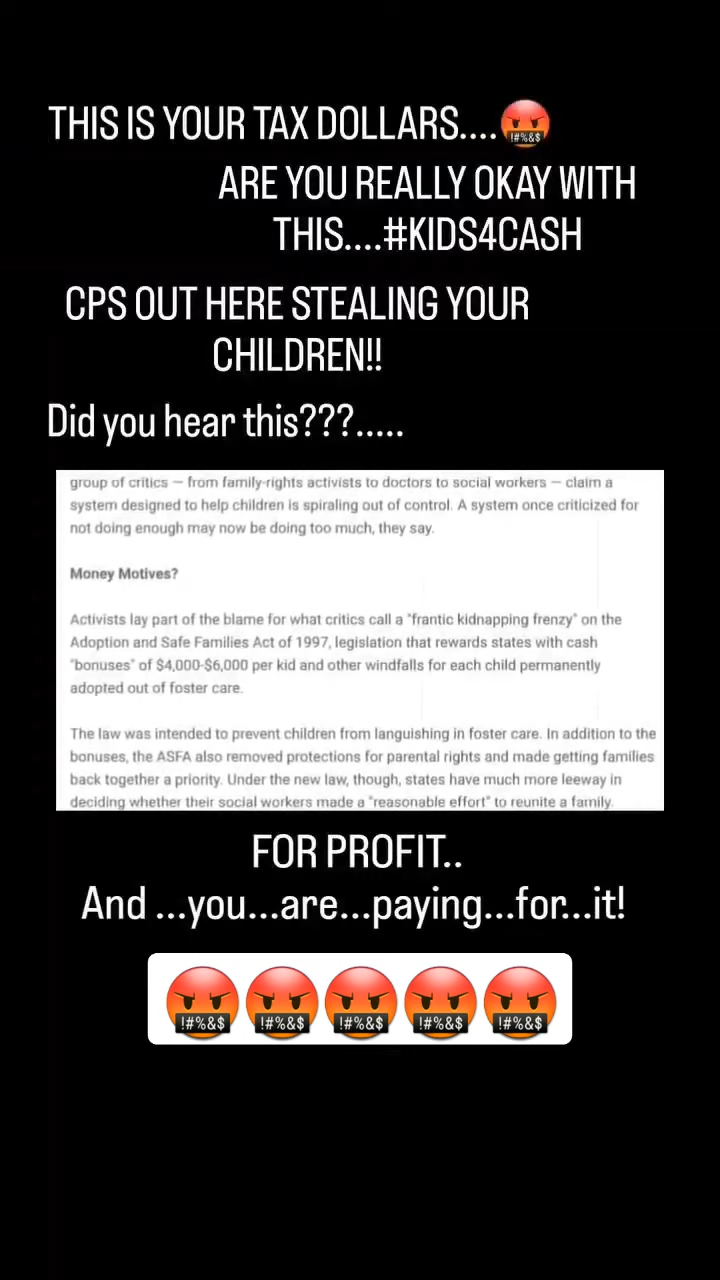 THIS IS YOUR TAX DOLLARS....🤬
ARE YOU REALLY OKAY WITH
THIS....#KIDS4CASH
CPS OUT HERE STEALING YOUR
CHILDREN!!
Did you hear this???.....
group of critics — from family-rights activists to doctors to social workers — claim a
system designed to help children is spiraling out of control. A system once criticized for
not doing enough may now be doing too much, they say.
Money Motives?
Activists lay part of the blame for what critics call a "frantic kidnapping frenzy" on the
Adoption and Safe Families Act of 1997, legislation that rewards states with cash
"bonuses" of $4,000-$6,000 per kid and other windfalls for each child permanently
adopted out of foster care.
The law was intended to prevent children from languishing in foster care. In addition to the
bonuses, the ASFA also removed protections for parental rights and made getting families
back together a priority. Under the new law, though, states have much more leeway in
deciding whether their social workers made a "reasonable effort" to reunite a family.
FOR PROFIT..
And ...you...are...paying...for...it!
🤬🤬🤬🤬🤬